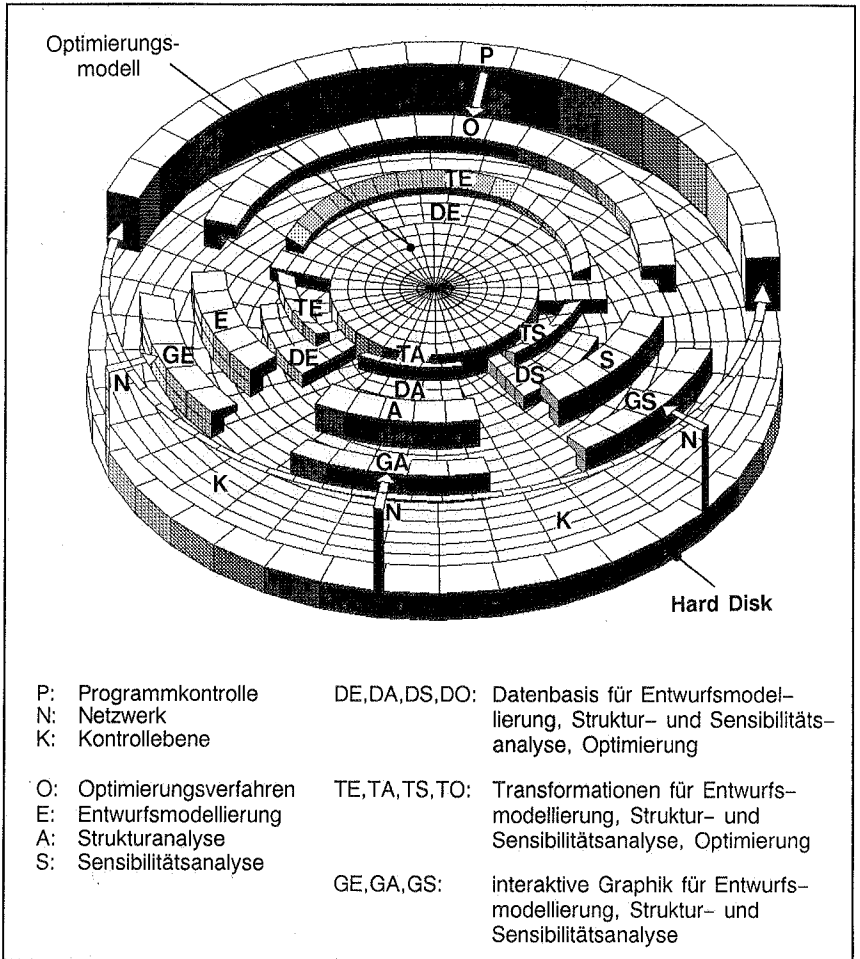 Optimierungs-
modell
P
O
TE
DE
TE
E
GE
DE
TA
DA
A
GA
TS
DS
S
GS
N
N
N
K
K
Hard Disk
P: Programmkontrolle
N: Netzwerk
K: Kontrollebene
O: Optimierungsverfahren
E: Entwurfsmodellierung
A: Strukturanalyse
S: Sensibilitätsanalyse
DE,DA,DS,DO: Datenbasis für Entwurfsmodel-
lierung, Struktur- und Sensibilitäts-
analyse, Optimierung
TE,TA,TS,TO: Transformationen für Entwurfs-
modellierung, Struktur- und
Sensibilitätsanalyse, Optimierung
GE,GA,GS: interaktive Graphik für Entwurfs-
modellierung, Struktur- und
Sensibilitätsanalyse